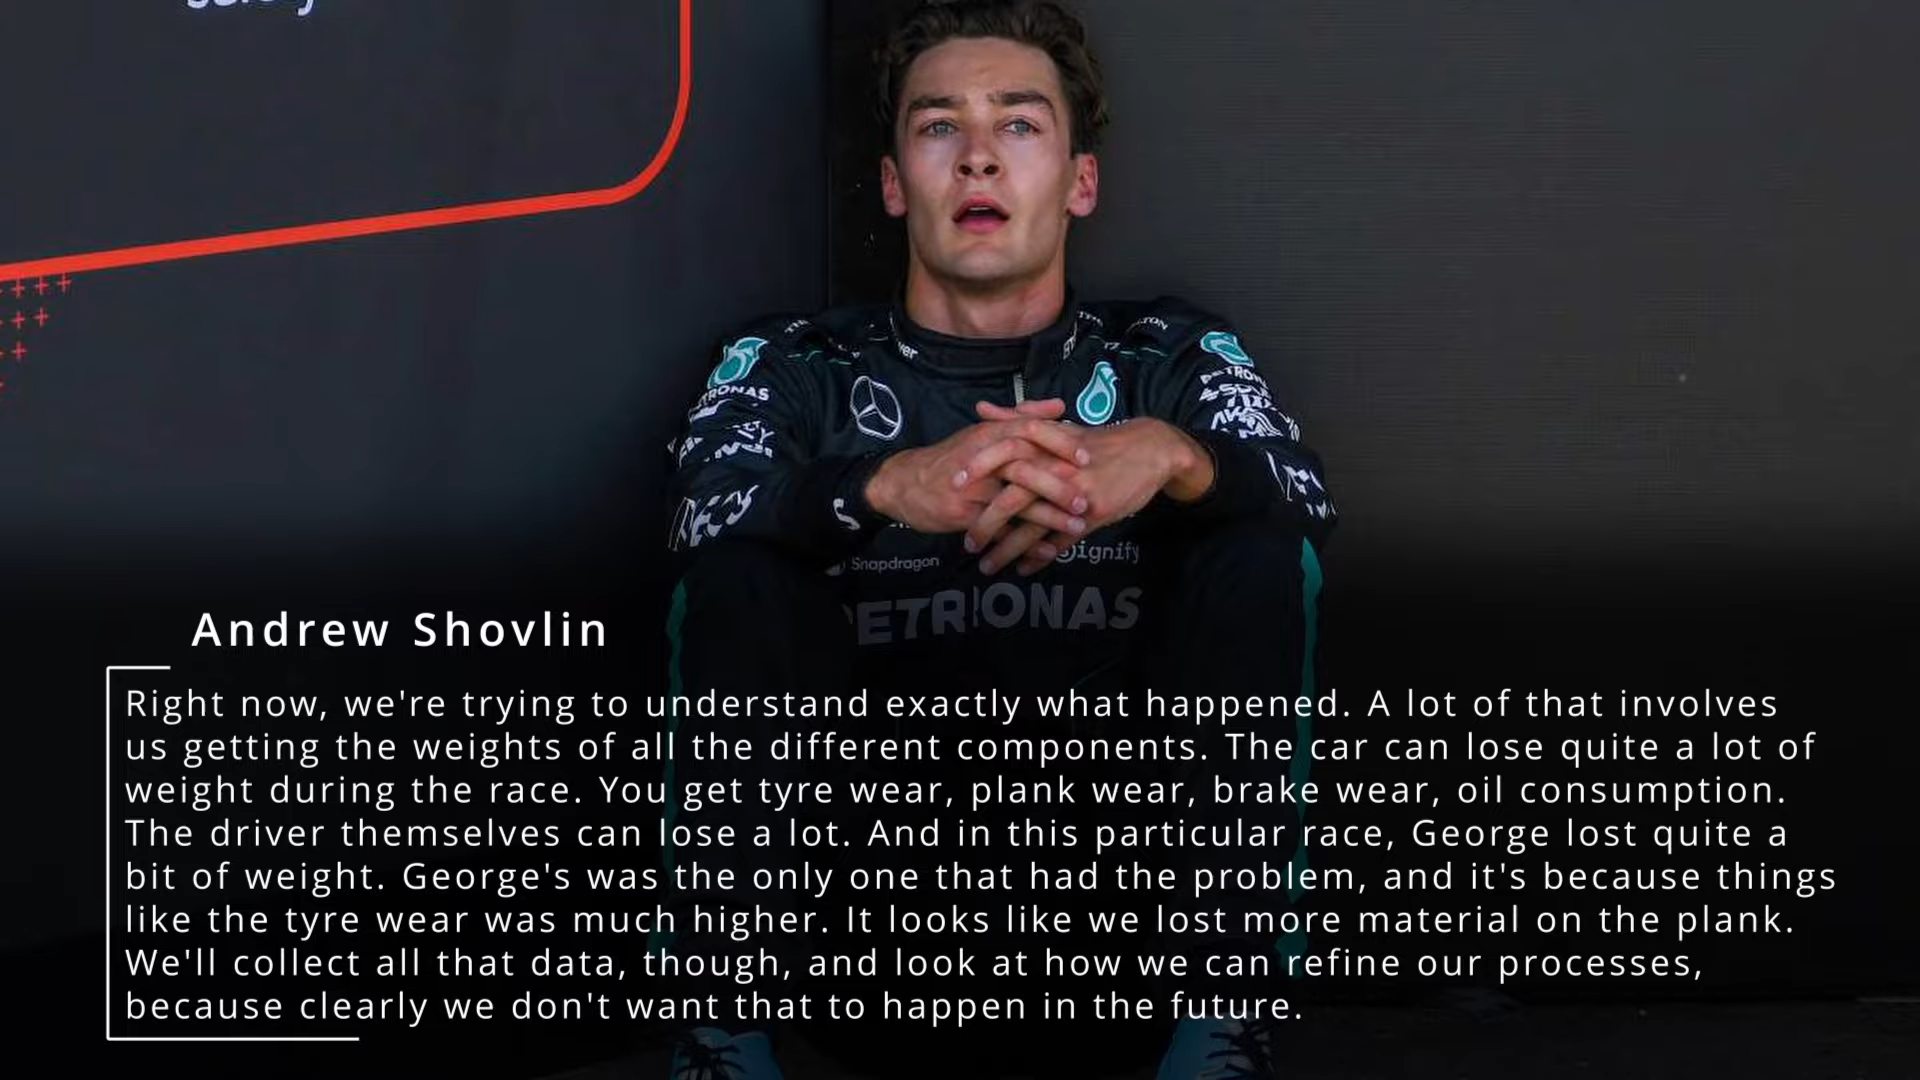 Andrew Shovlin
Right now, we're trying to understand exactly what happened. A lot of that involves
us getting the weights of all the different components. The car can lose quite a lot of
weight during the race. You get tyre wear, plank wear, brake wear, oil consumption.
The driver themselves can lose a lot. And in this particular race, George lost quite a
bit of weight. George's was the only one that had the problem, and it's because things
like the tyre wear was much higher. It looks like we lost more material on the plank.
We'll collect all that data, though, and look at how we can refine our processes,
because clearly we don't want that to happen in the future.
PETRONAS
Snapdragon
Signify
PETRONAS